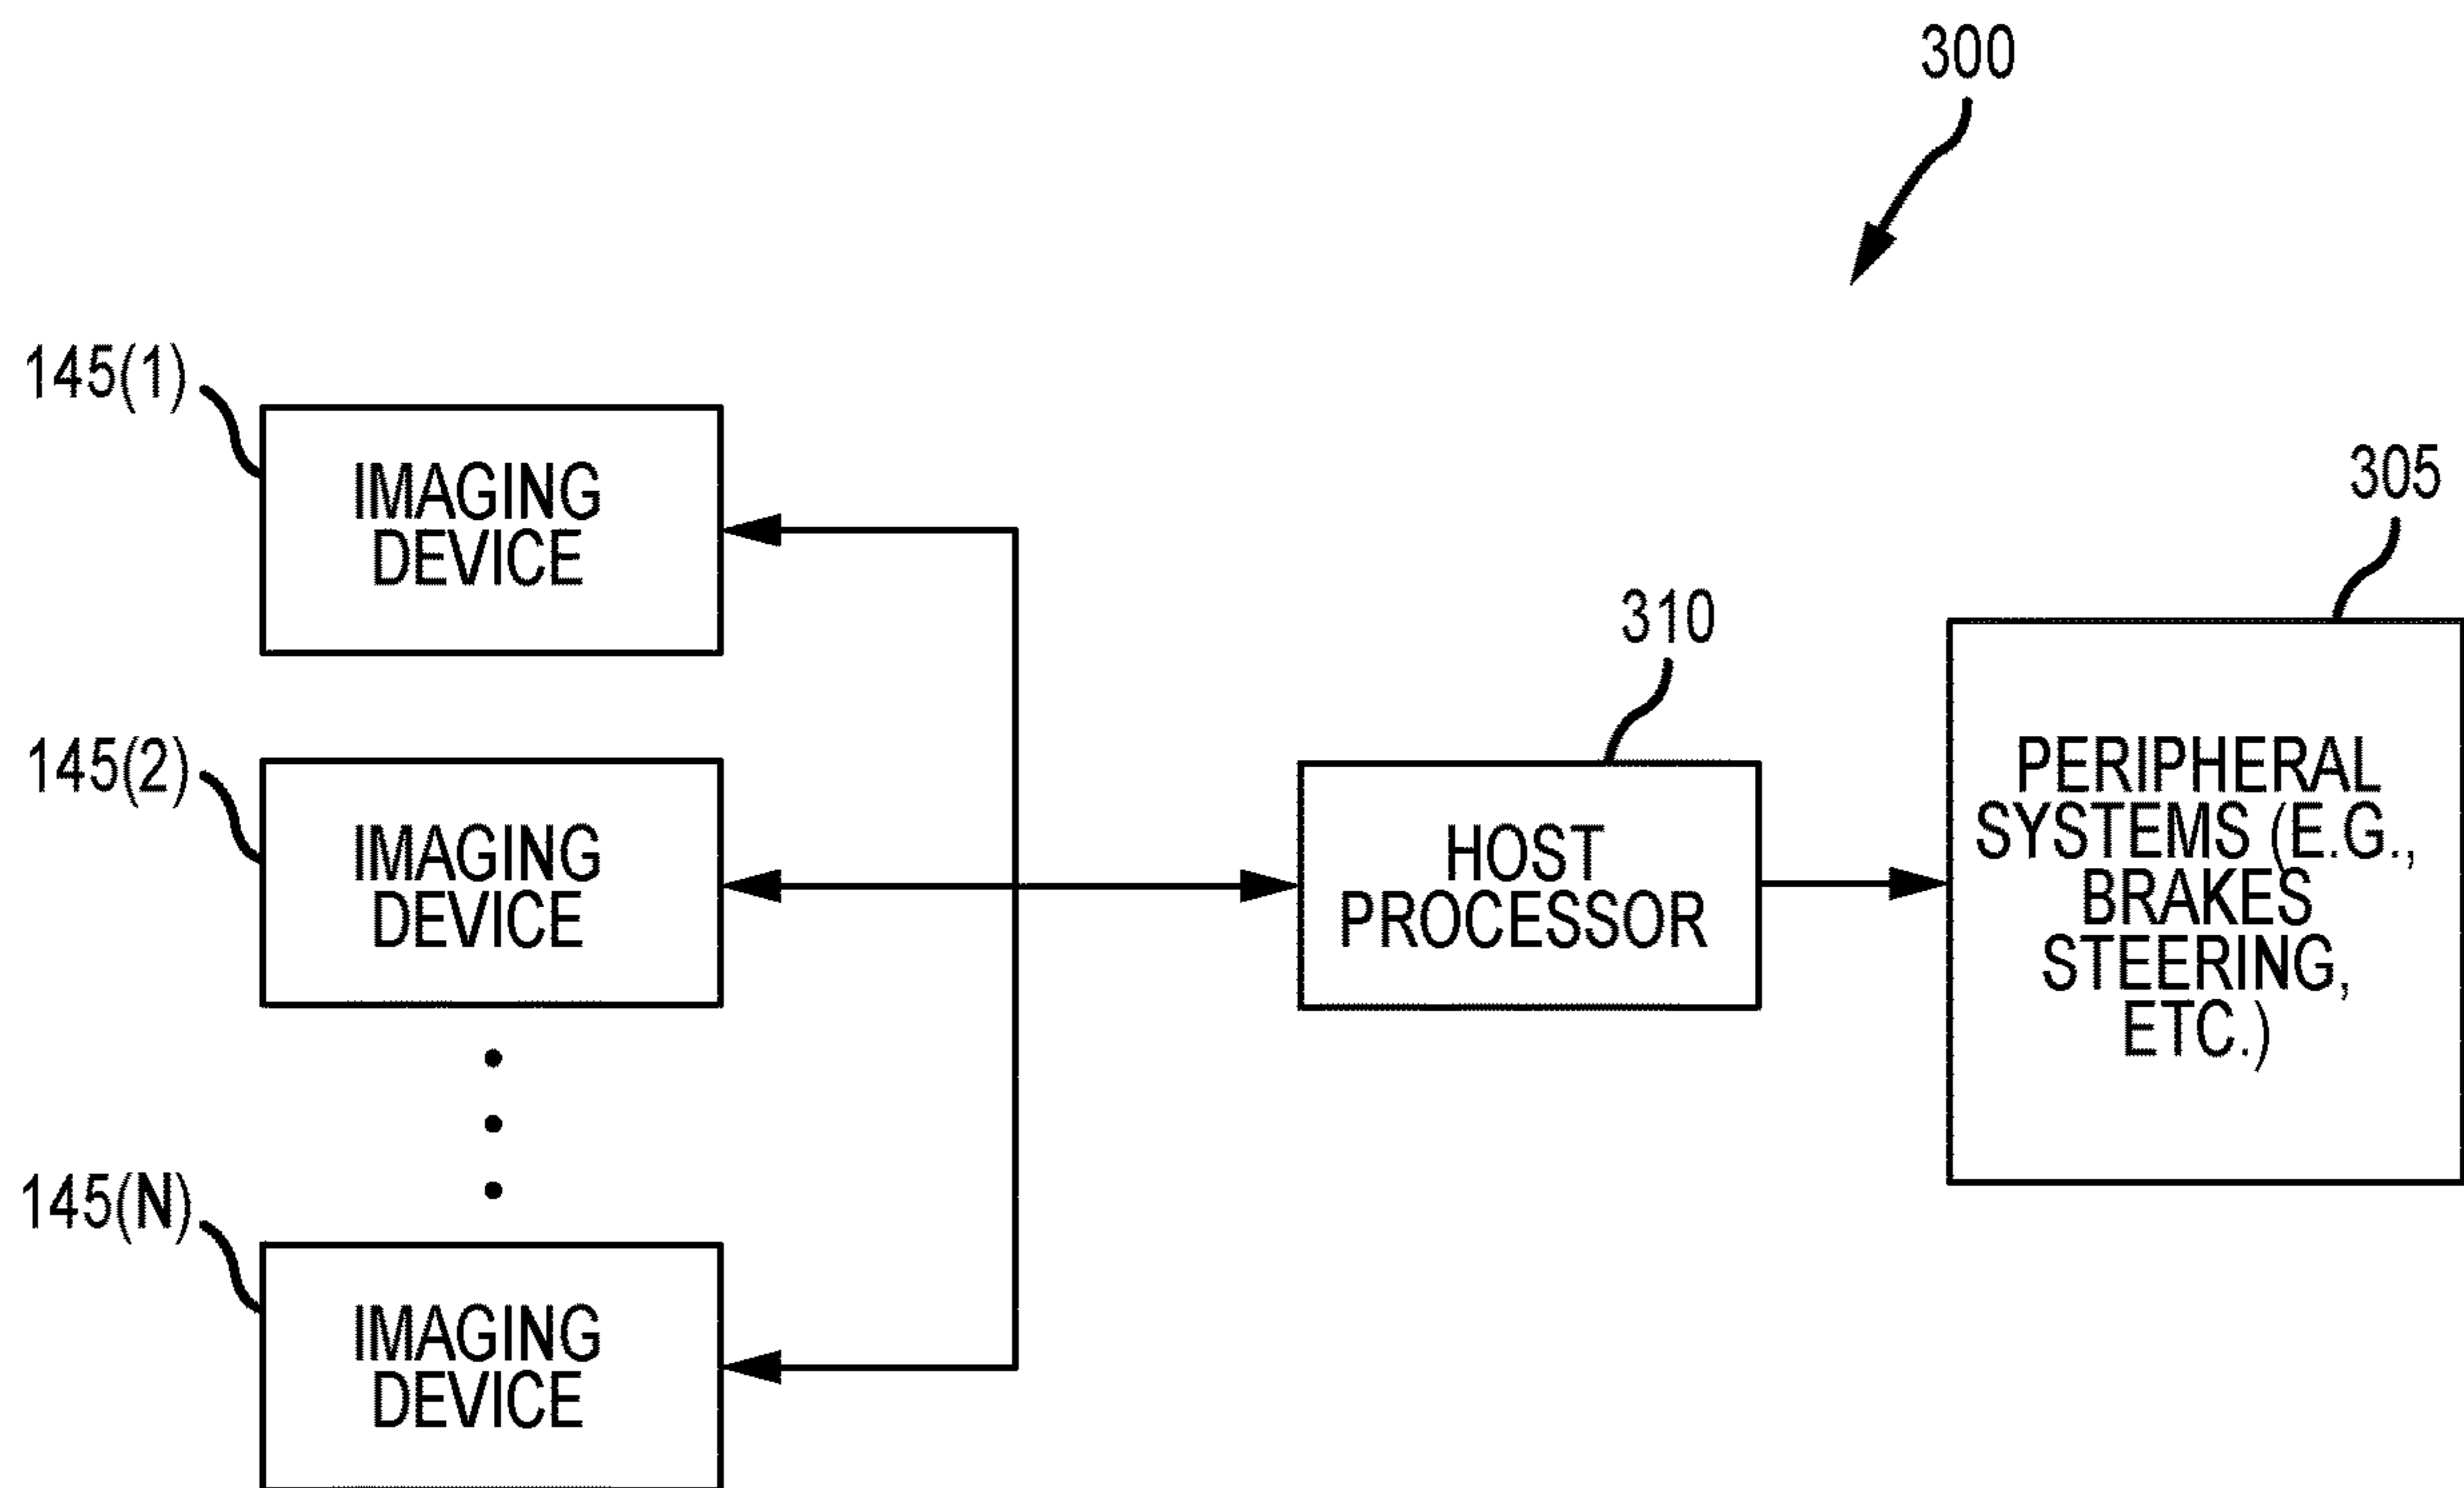 300
145(1)
IMAGING
DEVICE
305
310
145(2)
IMAGING
DEVICE
HOST
PROCESSOR
PERIPHERAL
SYSTEMS (E.G.,
BRAKES
STEERING,
ETC.)
145(N)
IMAGING
DEVICE